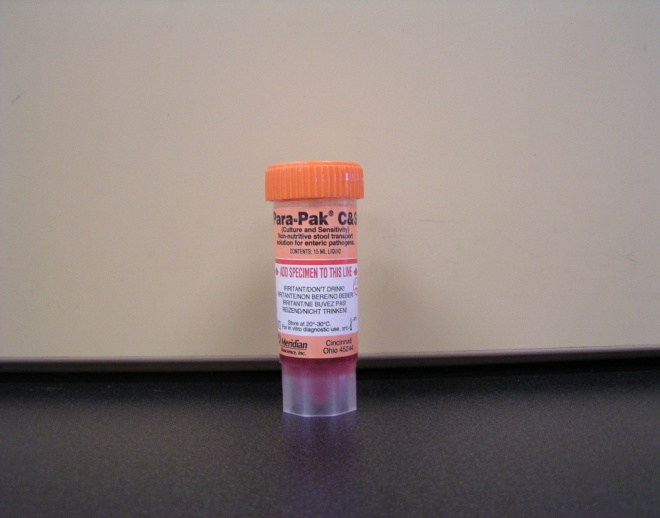 Para-Pak® C&S
(Culture and Sensitivity)
Non-nutritive stool transport
solution for enteric pathogens
CONTENTS: 15 ML LIQUID
ADD SPECIMEN TO THIS LINE
IRRITANT/DON'T DRINK!
IRRITANTE/NON BERE/NO BEBER
IRRITANT/NE BUVEZ PAS!
REIZEND/NICHT TRINKEN!
Store at 20°-30°C.
For in vitro diagnostic use.
Meridian Cincinnati
Bioscience, Inc. Ohio 45244